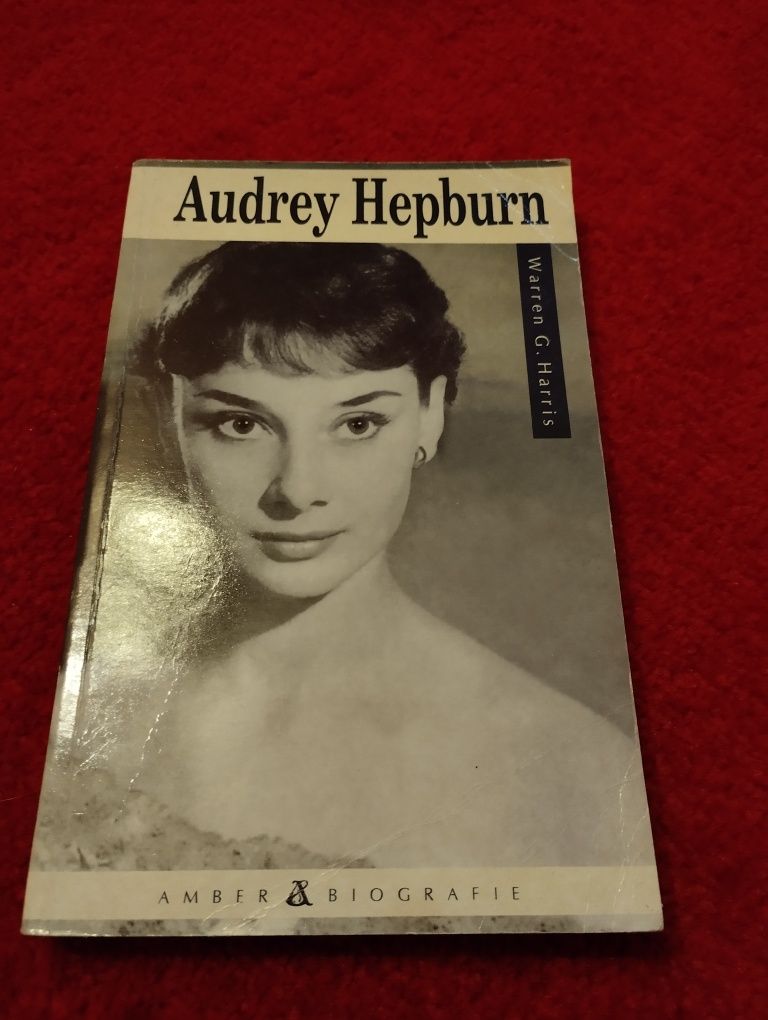 Audrey Hepburn
Warren G. Harris
AMBER A BIOGRAFIE